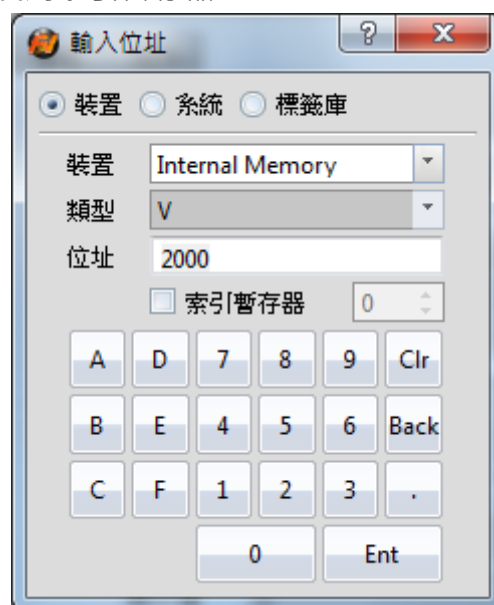 輸入位址
裝置 系統 標籤庫
裝置 Internal Memory
類型 V
位址 2000
索引暫存器 0
A D 7 8 9 Clr
B E 4 5 6 Back
C F 1 2 3 .
0 Ent